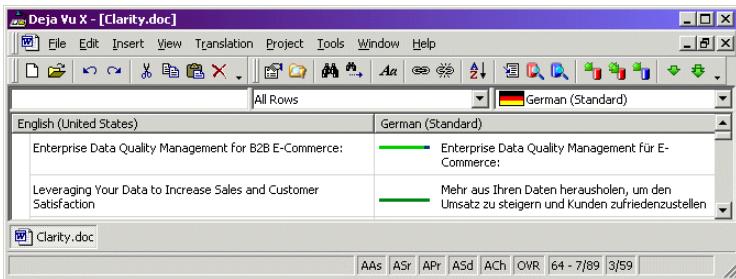 Deja Vu X - [Clarity.doc]
File Edit Insert View Translation Project Tools Window Help
Aa
All Rows German (Standard)
English (United States) German (Standard)
Enterprise Data Quality Management for B2B E-Commerce: Enterprise Data Quality Management für E-
Commerce:
Leveraging Your Data to Increase Sales and Customer Mehr aus Ihren Daten herausholen, um den
Satisfaction Umsatz zu steigern und Kunden zufriedenzustellen
Clarity.doc
AAs ASr APr ASd ACh OVR 64 - 7/89 3/59